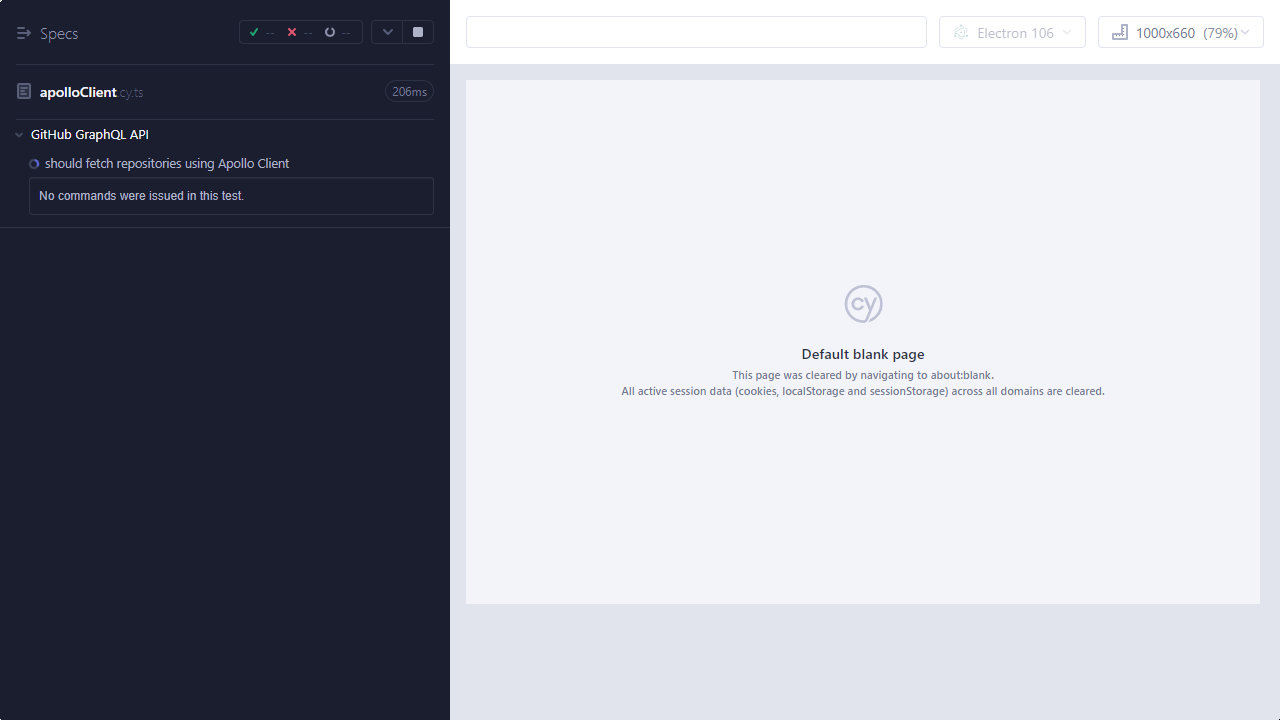 Specs
--
--
--
apolloClient.cy.ts
206ms
GitHub GraphQL API
should fetch repositories using Apollo Client
No commands were issued in this test.
Electron 106
1000x660 (79%)
cy
Default blank page
This page was cleared by navigating to about:blank.
All active session data (cookies, localStorage and sessionStorage) across all domains are cleared.